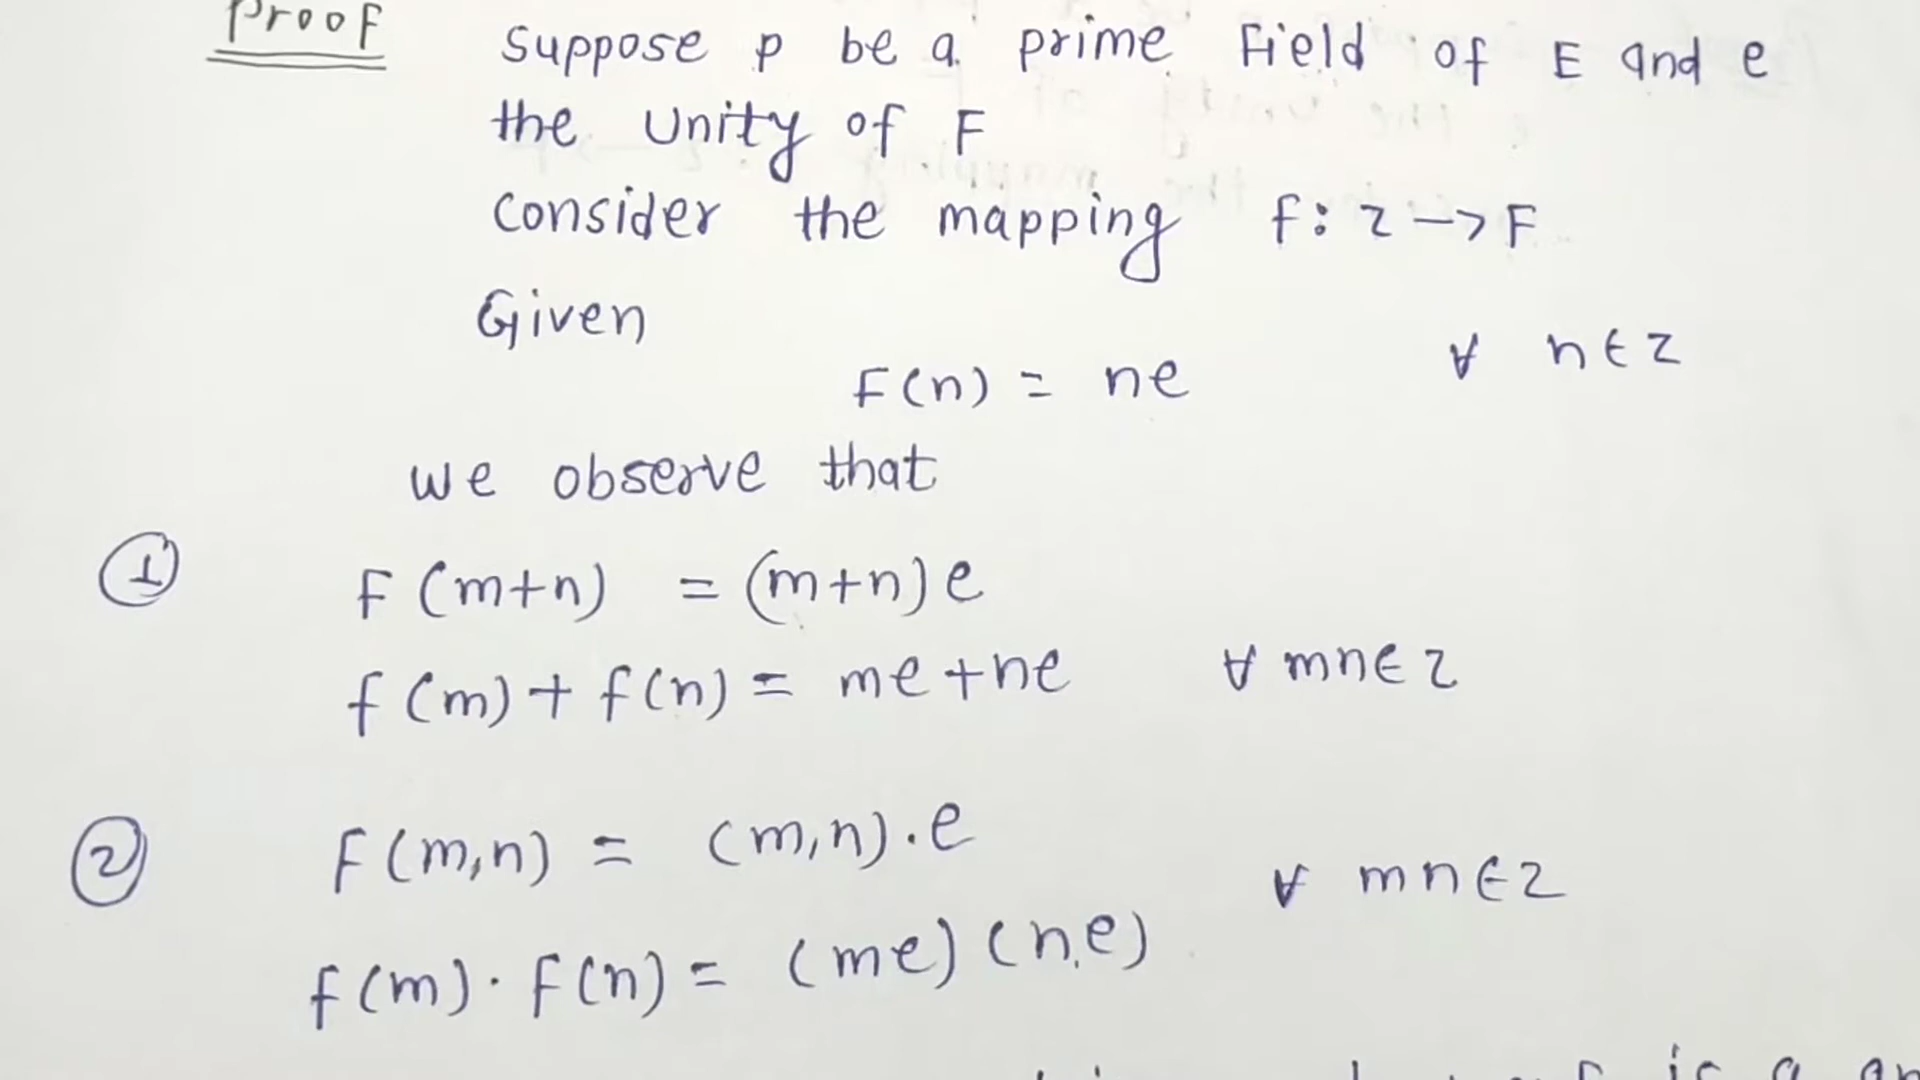 Proof
Suppose p be a prime Field of E and e
the Unity of F
Consider the mapping f: z -> F
Given
F(n) = ne ∀ n ∈ z
We observe that
① F (m+n) = (m+n) e
f (m) + f(n) = me + ne ∀ mn ∈ z
② F(m,n) = (m,n) . e
∀ mn ∈ z
f(m) . F(n) = (me) (n.e)
is a